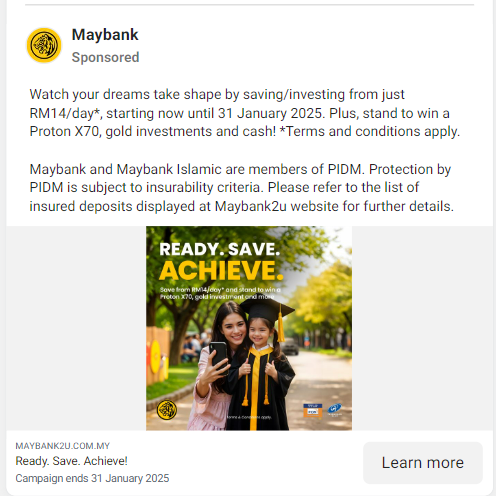 Maybank
Sponsored
Watch your dreams take shape by saving/investing from just
RM14/day*, starting now until 31 January 2025. Plus, stand to win a
Proton X70, gold investments and cash! *Terms and conditions apply.
Maybank and Maybank Islamic are members of PIDM. Protection by
PIDM is subject to insurability criteria. Please refer to the list of
insured deposits displayed at Maybank2u website for further details.
READY. SAVE.
ACHIEVE.
Save from RM14/day* and stand to win a
Proton X70, gold investment and more
Terms & conditions apply.
PIDM
MAYBANK2U.COM.MY
Ready. Save. Achieve!
Campaign ends 31 January 2025
Learn more